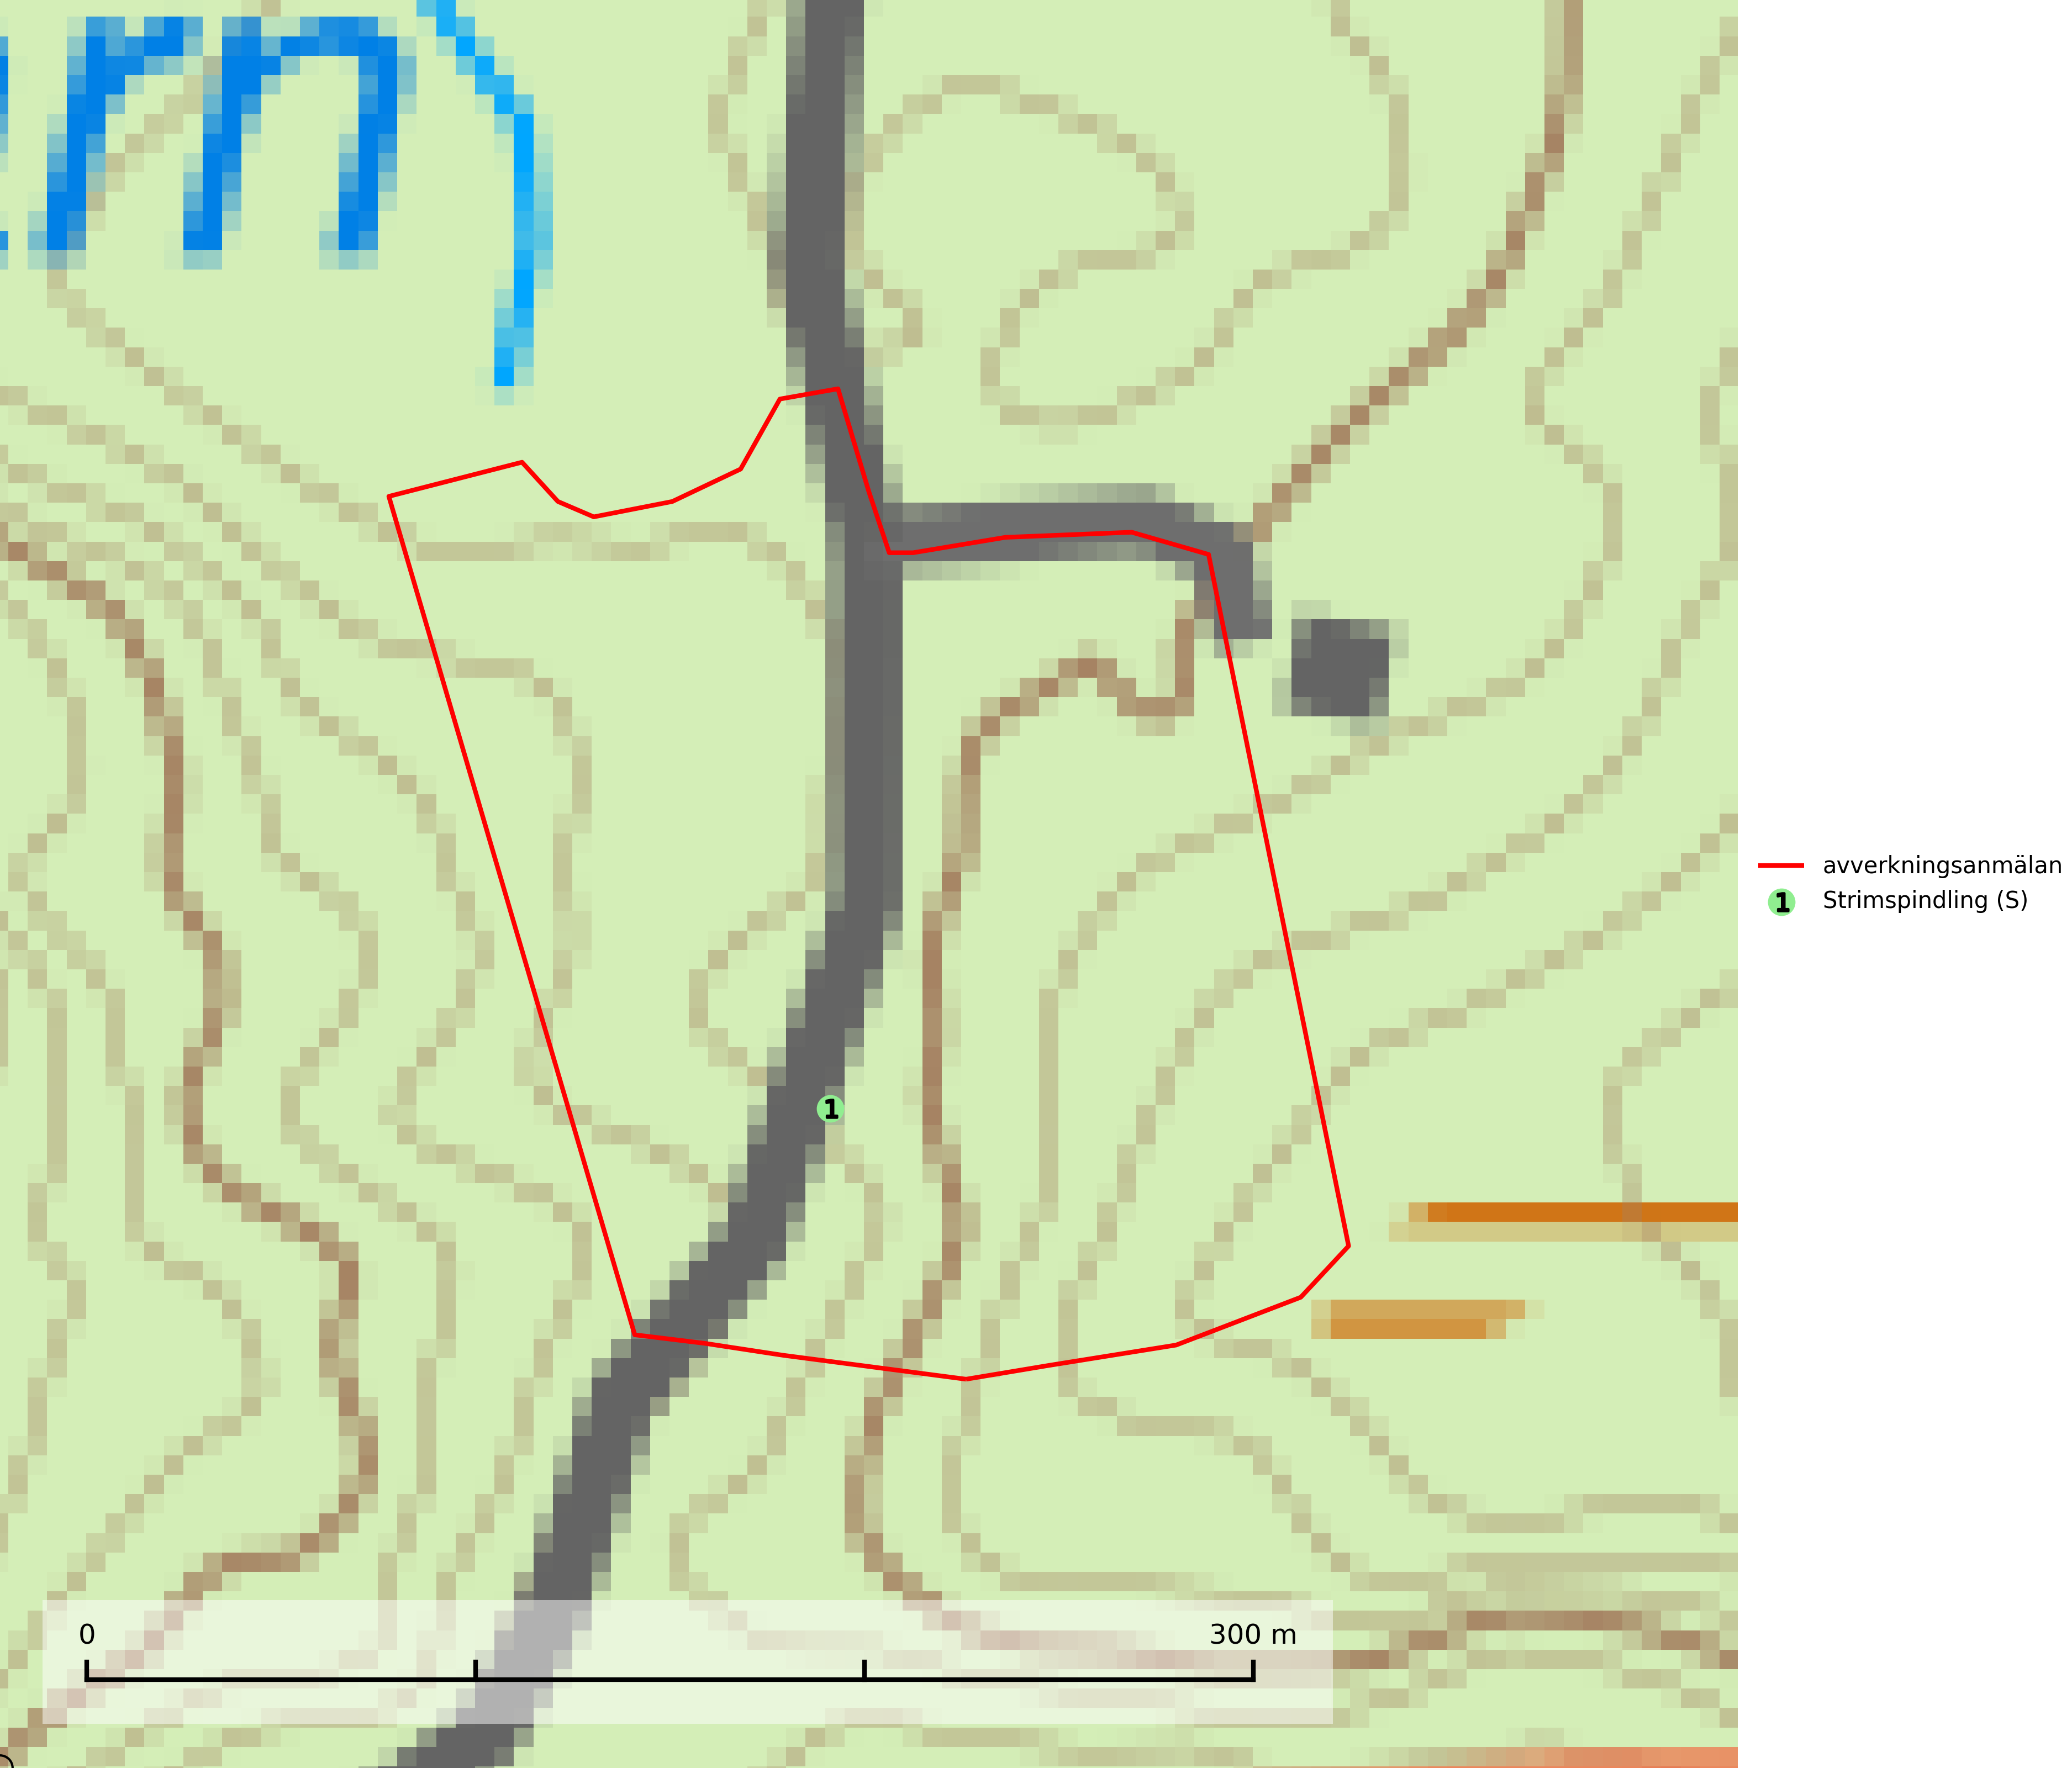 avverkningsanmälan
1 Strimspindling (S)
1
0 300 m